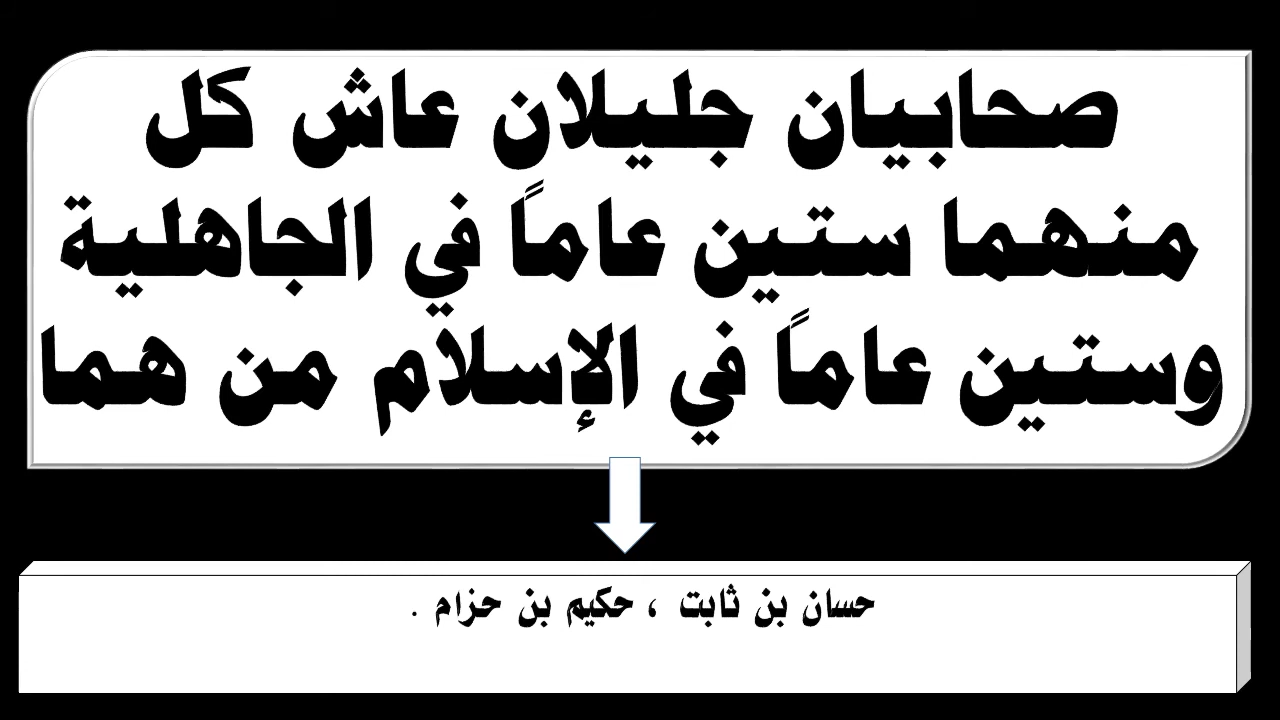 صحابيان جليلان عاش كل
منهما ستين عاماً في الجاهلية
وستين عاماً في الإسلام من هما
حسان بن ثابت ، حكيم بن حزام .